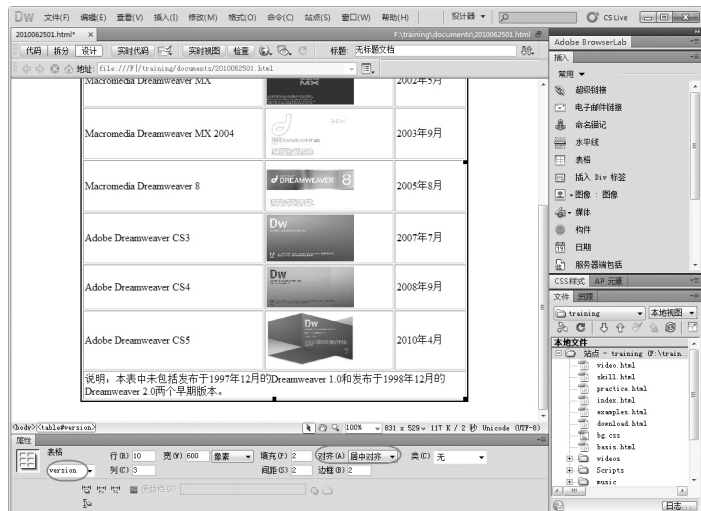 Dw 文件(F) 编辑(E) 查看(V) 插入(I) 修改(M) 格式(O) 命令(C) 站点(S) 窗口(W) 帮助(H) 设计器 CS Live
2010062501.html* × F:\training\documents\2010062501.html
代码 拆分 设计 实时代码 实时视图 检查 标题: 无标题文档
地址: file:///F|/training/documents/2010062501.html
Macromedia Dreamweaver MX MX 2002年5月
Macromedia Dreamweaver MX 2004 2003年9月
Macromedia Dreamweaver 8 DREAMWEAVER 8 2005年8月
Adobe Dreamweaver CS3 Dw 2007年7月
Adobe Dreamweaver CS4 Dw 2008年9月
Adobe Dreamweaver CS5 Dw 2010年4月
说明：本表中未包括发布于1997年12月的Dreamweaver 1.0和发布于1998年12月的
Dreamweaver 2.0两个早期版本。
<body> <table#version> 100% 831 x 529 117 K / 2 秒 Unicode (UTF-8)
属性
表格 行(R) 10 宽(W) 600 像素 填充(P) 2 对齐(A) 居中对齐 类(C) 无
version 列(C) 3 间距(S) 2 边框(B) 2
原始档(S)
Adobe BrowserLab
插入
常用
超级链接
电子邮件链接
命名锚记
水平线
表格
插入 Div 标签
图像 : 图像
媒体
构件
日期
服务器端包括
CSS样式 AP 元素
文件 资源
training 本地视图
本地文件
站点 - training (F:\train...
video.html
skill.html
practice.html
index.html
examples.html
download.html
bg.css
basis.html
videos
Scripts
music
日志...